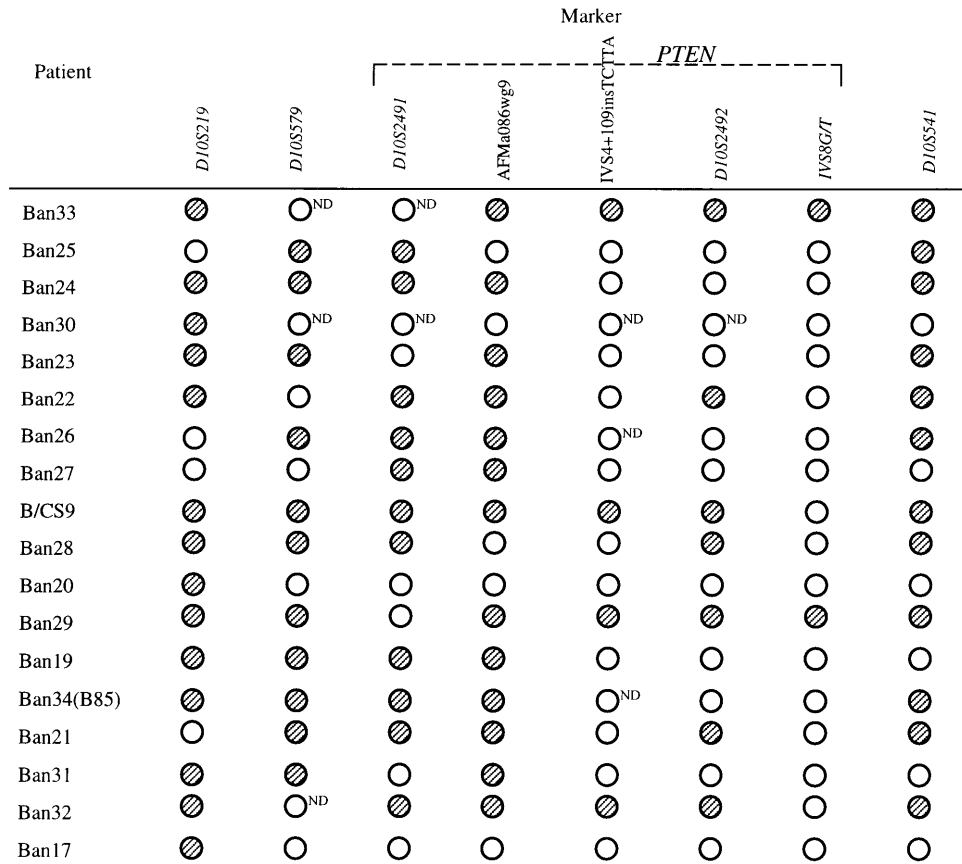 Marker
PTEN
Patient
D10S219 D10S579 D10S2491 AFMa086wg9 IVS4+109insTCTTA D10S2492 IVS8G/T D10S541
Ban33 ND ND
Ban25
Ban24
Ban30 ND ND ND ND
Ban23
Ban22
Ban26 ND
Ban27
B/CS9
Ban28
Ban20
Ban29
Ban19
Ban34(B85) ND
Ban21
Ban31
Ban32 ND
Ban17